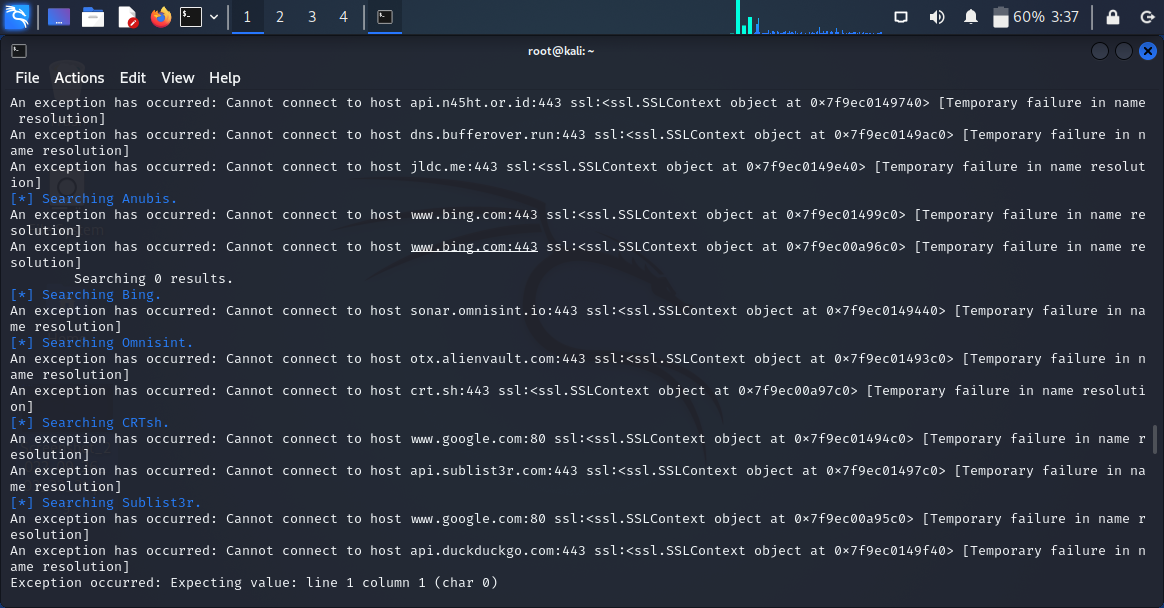 1 2 3 4 60% 3:37
root@kali: ~
File Actions Edit View Help
An exception has occurred: Cannot connect to host api.n45ht.or.id:443 ssl:<ssl.SSLContext object at 0×7f9ec0149740> [Temporary failure in name
 resolution]
An exception has occurred: Cannot connect to host dns.bufferover.run:443 ssl:<ssl.SSLContext object at 0×7f9ec0149ac0> [Temporary failure in n
ame resolution]
An exception has occurred: Cannot connect to host jldc.me:443 ssl:<ssl.SSLContext object at 0×7f9ec0149e40> [Temporary failure in name resolut
ion]
[*] Searching Anubis.
An exception has occurred: Cannot connect to host www.bing.com:443 ssl:<ssl.SSLContext object at 0×7f9ec01499c0> [Temporary failure in name re
solution]
An exception has occurred: Cannot connect to host www.bing.com:443 ssl:<ssl.SSLContext object at 0×7f9ec00a96c0> [Temporary failure in name re
solution]
        Searching 0 results.
[*] Searching Bing.
An exception has occurred: Cannot connect to host sonar.omnisint.io:443 ssl:<ssl.SSLContext object at 0×7f9ec0149440> [Temporary failure in na
me resolution]
[*] Searching Omnisint.
An exception has occurred: Cannot connect to host otx.alienvault.com:443 ssl:<ssl.SSLContext object at 0×7f9ec01493c0> [Temporary failure in n
ame resolution]
An exception has occurred: Cannot connect to host crt.sh:443 ssl:<ssl.SSLContext object at 0×7f9ec00a97c0> [Temporary failure in name resoluti
on]
[*] Searching CRTsh.
An exception has occurred: Cannot connect to host www.google.com:80 ssl:<ssl.SSLContext object at 0×7f9ec01494c0> [Temporary failure in name r
esolution]
An exception has occurred: Cannot connect to host api.sublist3r.com:443 ssl:<ssl.SSLContext object at 0×7f9ec01497c0> [Temporary failure in na
me resolution]
[*] Searching Sublist3r.
An exception has occurred: Cannot connect to host www.google.com:80 ssl:<ssl.SSLContext object at 0×7f9ec00a95c0> [Temporary failure in name r
esolution]
An exception has occurred: Cannot connect to host api.duckduckgo.com:443 ssl:<ssl.SSLContext object at 0×7f9ec0149f40> [Temporary failure in n
ame resolution]
Exception occurred: Expecting value: line 1 column 1 (char 0)